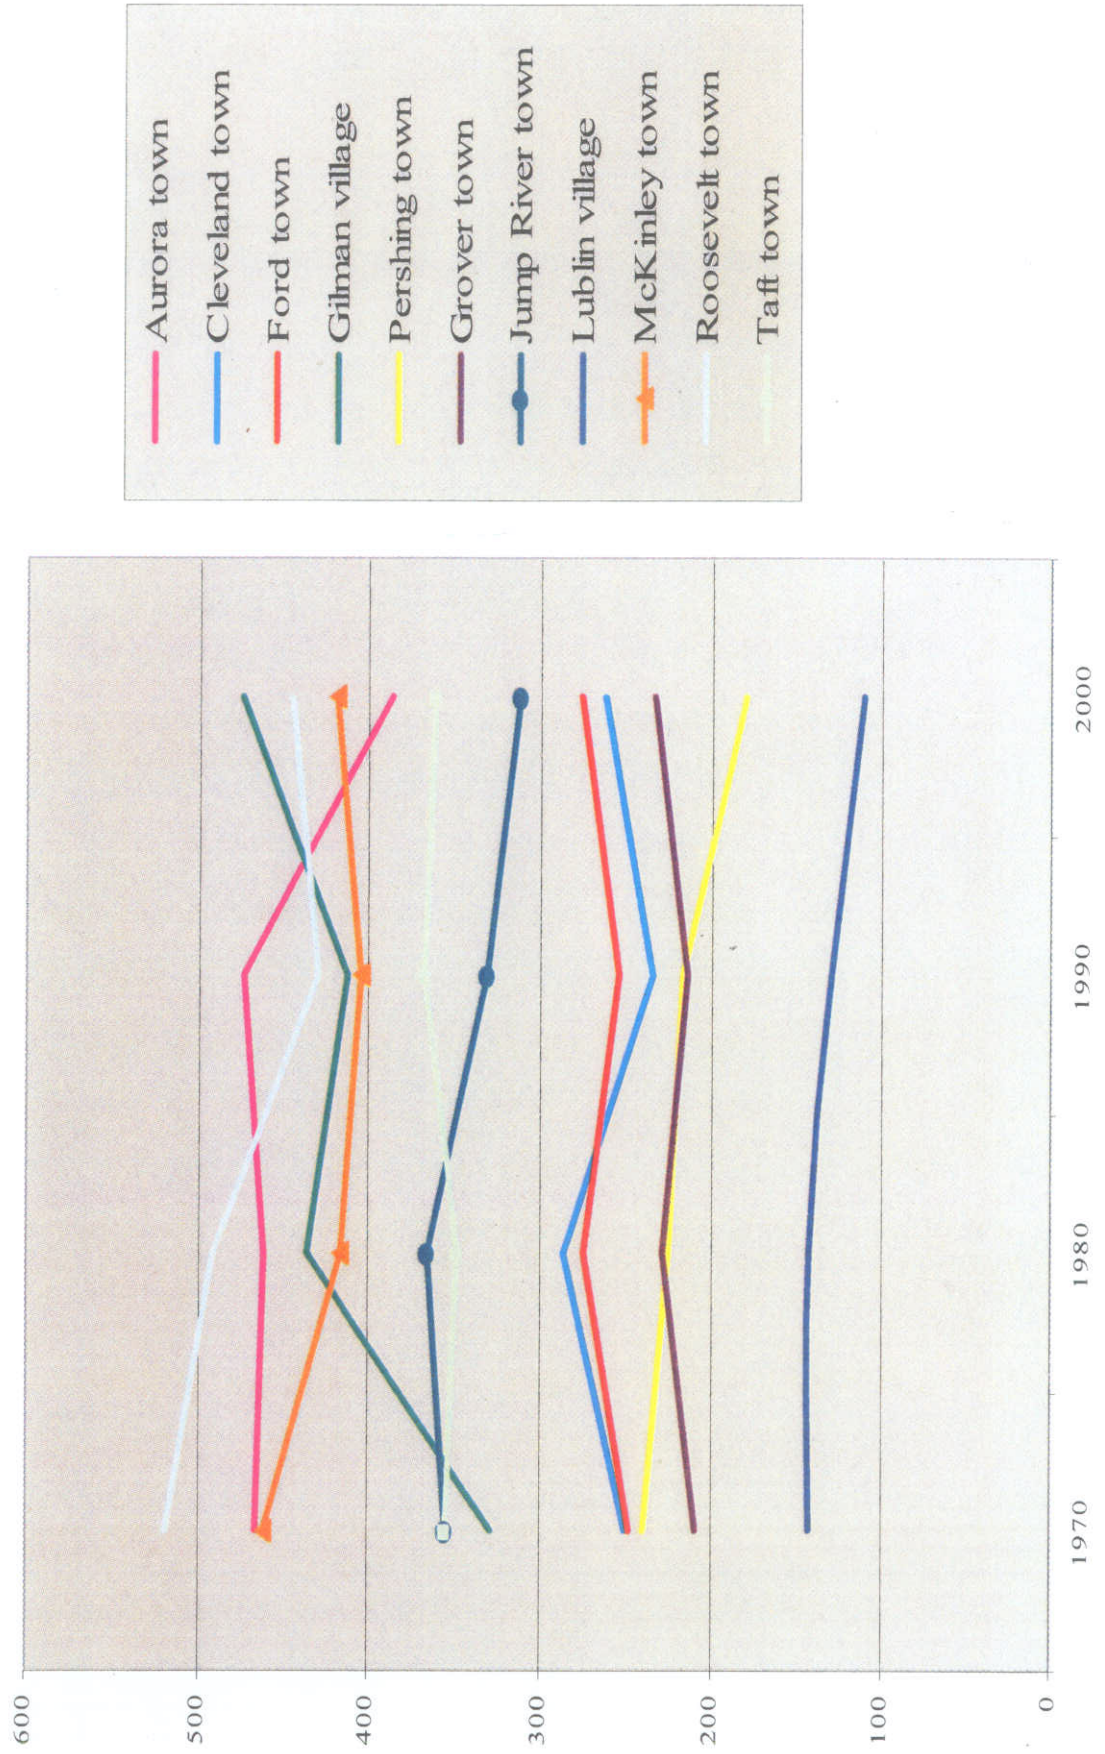 600
500
400
300
200
100
0
1970
1980
1990
2000
Aurora town
Cleveland town
Ford town
Gilman village
Pershing town
Grover town
Jump River town
Lublin village
McKinley town
Roosevelt town
Taft town